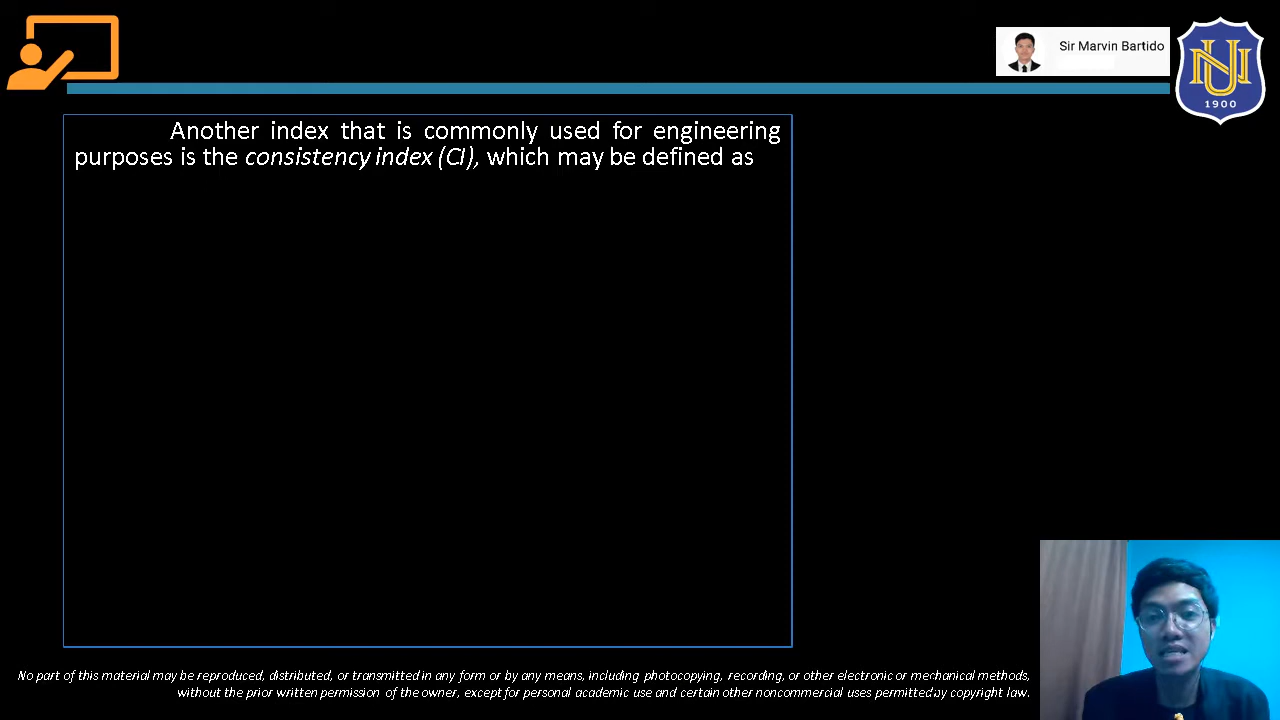 Sir Marvin Bartido
NU
1900
Another index that is commonly used for engineering
purposes is the consistency index (CI), which may be defined as
No part of this material may be reproduced, distributed, or transmitted in any form or by any means, including photocopying, recording, or other electronic or mechanical methods,
without the prior written permission of the owner, except for personal academic use and certain other noncommercial uses permitted by copyright law.